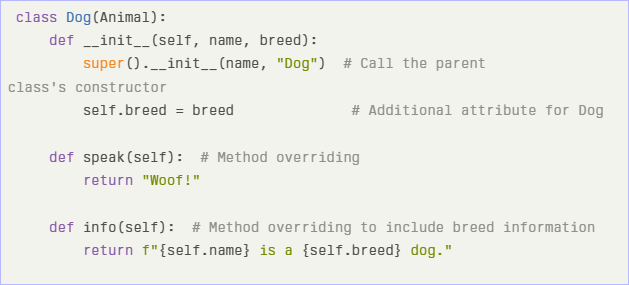 class Dog(Animal):
    def __init__(self, name, breed):
        super().__init__(name, "Dog")  # Call the parent
class's constructor
        self.breed = breed              # Additional attribute for Dog

    def speak(self):  # Method overriding
        return "Woof!"

    def info(self):  # Method overriding to include breed information
        return f"{self.name} is a {self.breed} dog."